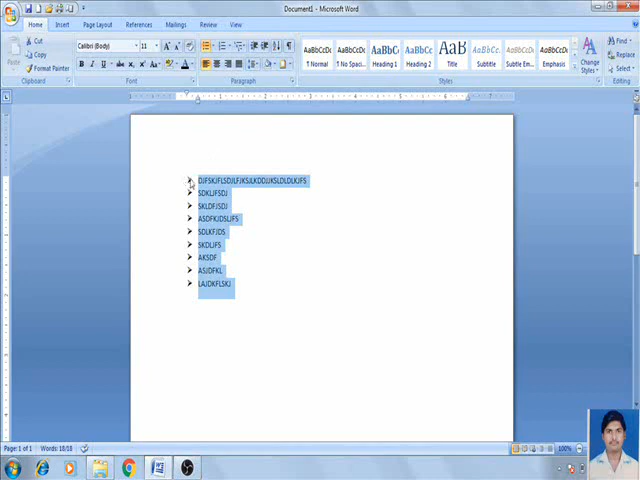 Document1 - Microsoft Word
Home Insert Page Layout References Mailings Review View
Cut
Copy
Format Painter
Clipboard
Calibri (Body) 11
Font
Paragraph
AaBbCcDc AaBbCcDc AaBbC AaBbCc AaB AaBbCc. AaBbCcDc AaBbCcDc
¶ Normal ¶ No Spaci... Heading 1 Heading 2 Title Subtitle Subtle Em... Emphasis
Change
Styles
Styles
Find
Replace
Select
Editing
DJFSKJFLSDJLFJKSJLKDDJJKSLDLDLKJFS
SDKLJFSDJ
SKLDFJSDJ
ASDFKJDSLJFS
SDLKFJDS
SKDLJFS
AKSDF
ASJDFKL
LAJDKFLSKJ
Page: 1 of 1 Words: 18/18
100%